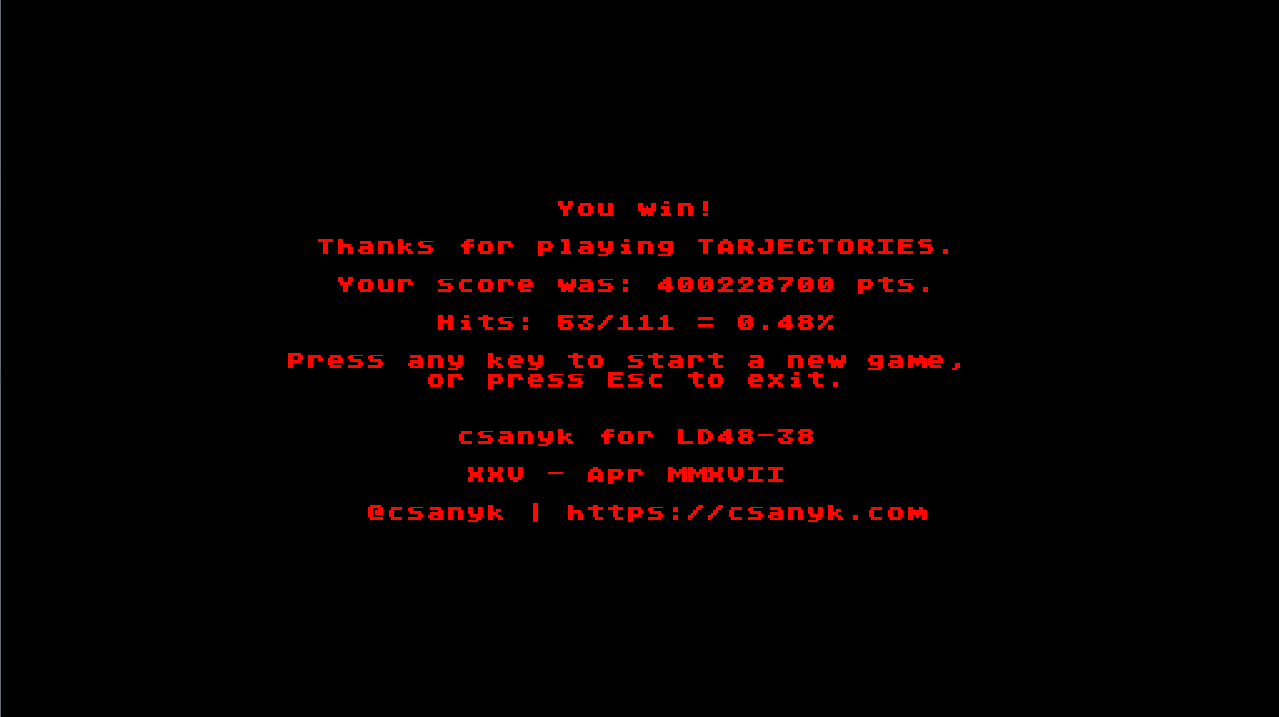 You win!
Thanks for playing TARJECTORIES.
Your score was: 400228700 pts.
Hits: 53/111 = 0.48%
Press any key to start a new game,
or press Esc to exit.
csanyk for LD48-38
XXV - Apr MMXVII
@csanyk | https://csanyk.com